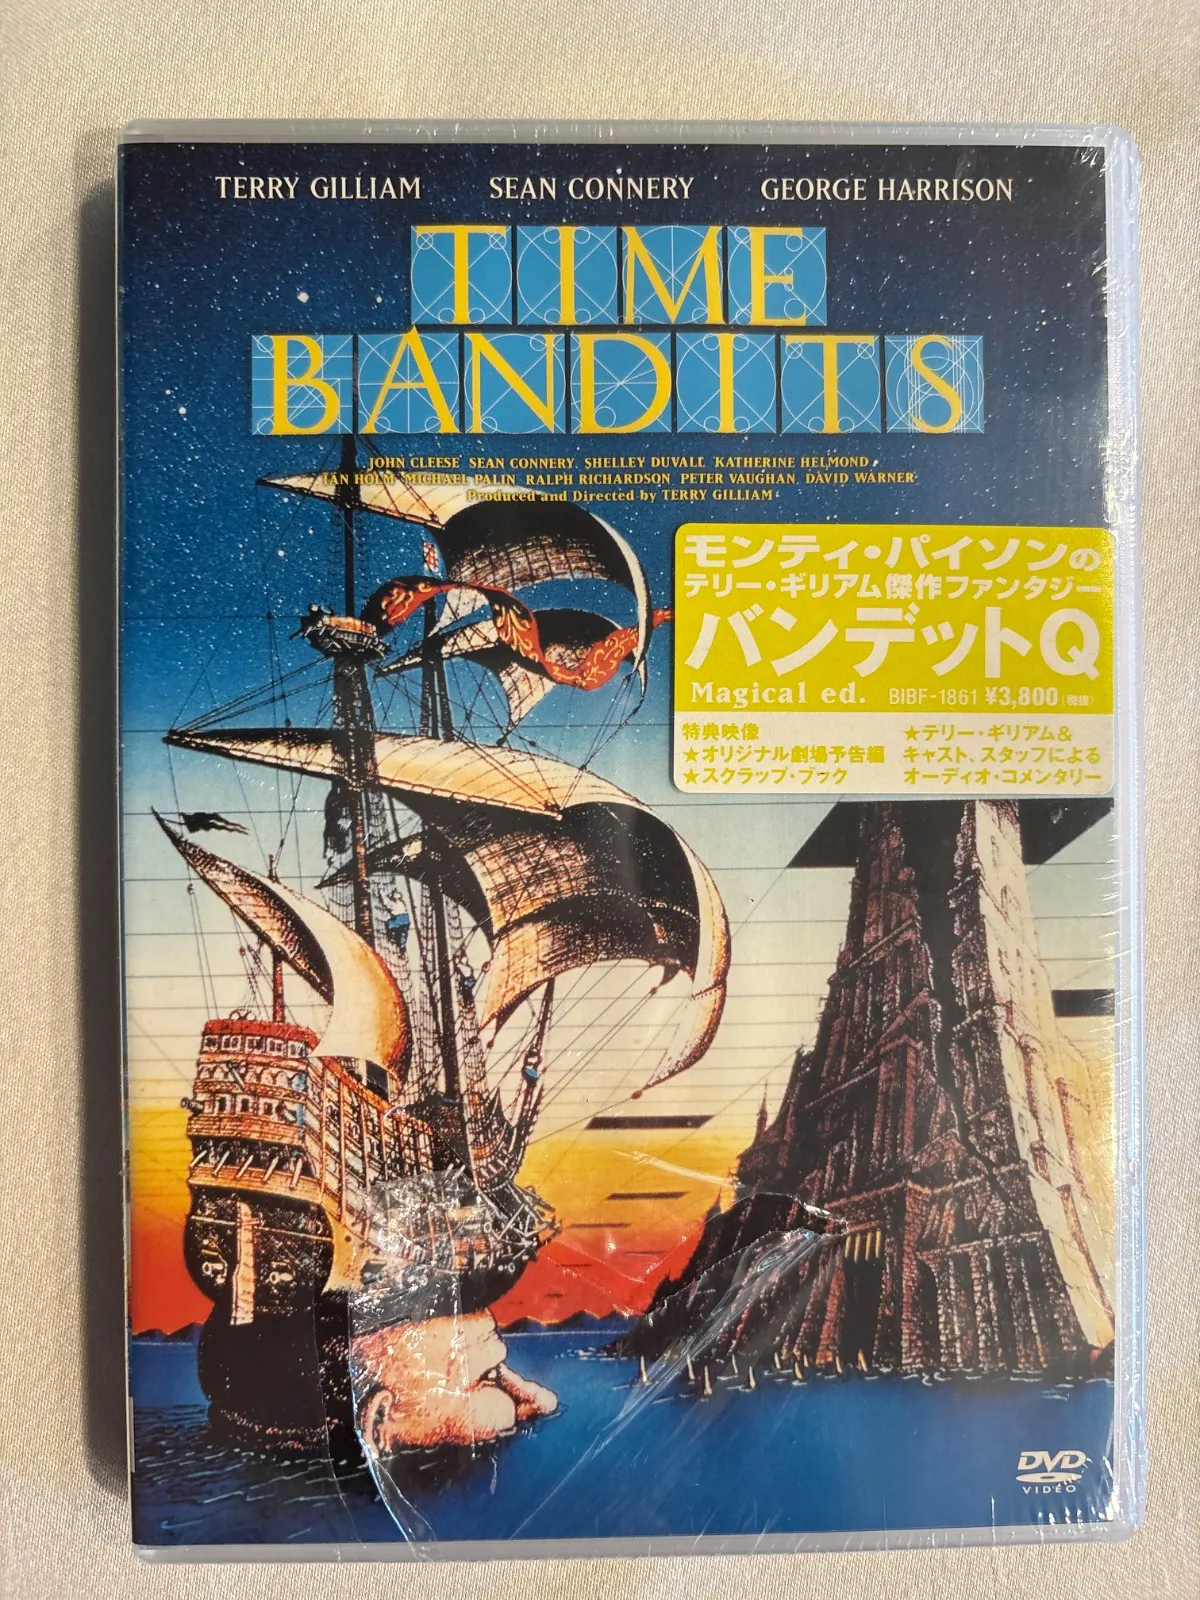 TERRY GILLIAM SEAN CONNERY GEORGE HARRISON
TIME
BANDITS
JOHN CLEESE SEAN CONNERY SHELLEY DUVALL KATHERINE HELMOND
IAN HOLM MICHAEL PALIN RALPH RICHARDSON PETER VAUGHAN DAVID WARNER
Produced and Directed by TERRY GILLIAM
モンティ・パイソンの
テリー・ギリアム傑作ファンタジー
バンデットQ
Magical ed. BIBF-1861 ¥3,800(税抜)
特典映像
★オリジナル劇場予告編
★スクラップ・ブック
★テリー・ギリアム&
キャスト、スタッフによる
オーディオ・コメンタリー
DVD
VIDEO